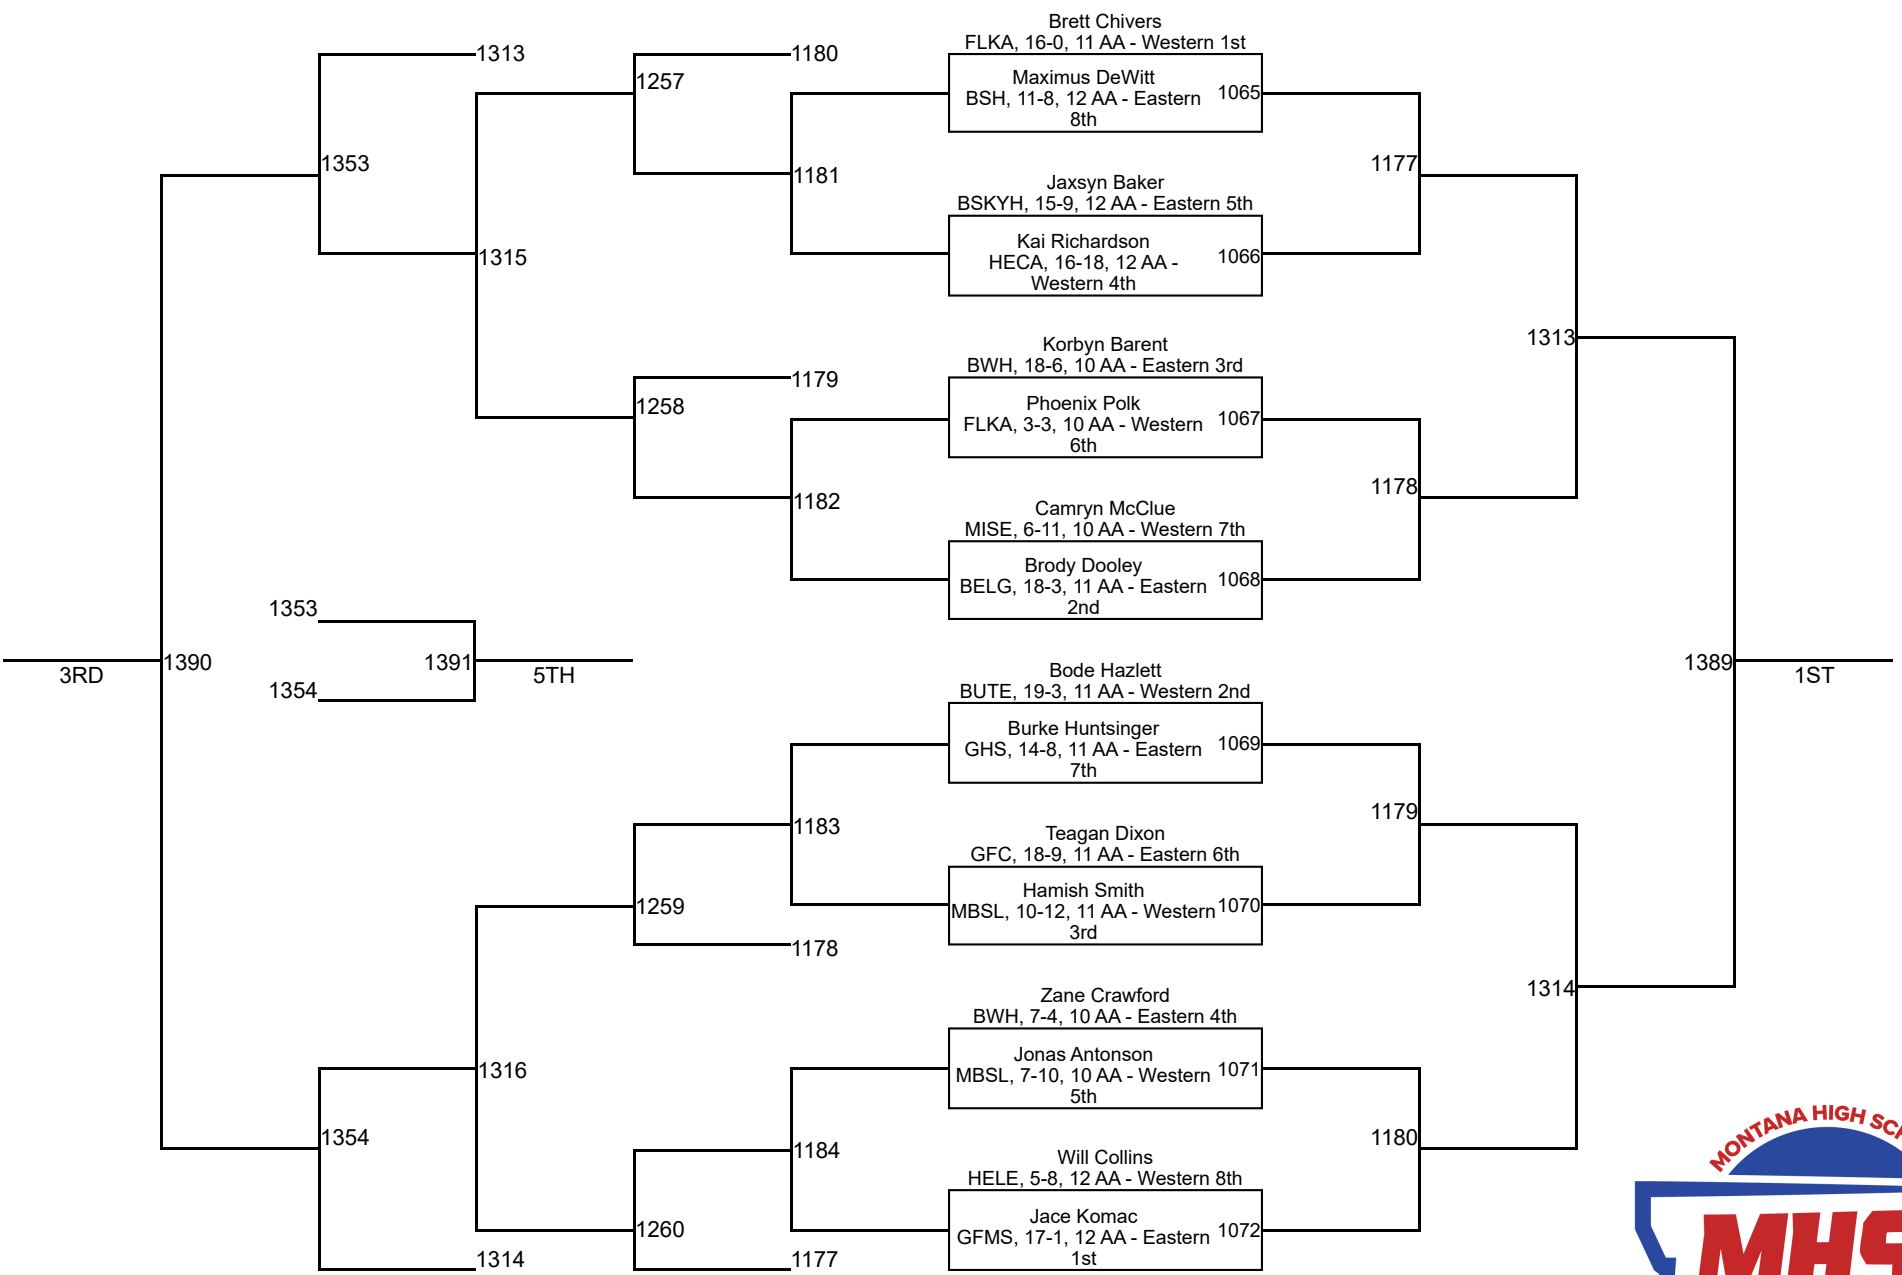 Brett Chivers
FLKA, 16-0, 11 AA - Western 1st
1313
1180
1257
Maximus DeWitt
BSH, 11-8, 12 AA - Eastern
8th
1065
1353
1181
1177
Jaxsyn Baker
BSKYH, 15-9, 12 AA - Eastern 5th
Kai Richardson
HECA, 16-18, 12 AA -
Western 4th
1066
1315
1313
Korbyn Barent
BWH, 18-6, 10 AA - Eastern 3rd
1179
1258
Phoenix Polk
FLKA, 3-3, 10 AA - Western
6th
1067
1182
1178
Camryn McClue
MISE, 6-11, 10 AA - Western 7th
Brody Dooley
BELG, 18-3, 11 AA - Eastern
2nd
1068
1353
1390
3RD
1391
5TH
1354
1389
1ST
Bode Hazlett
BUTE, 19-3, 11 AA - Western 2nd
Burke Huntsinger
GHS, 14-8, 11 AA - Eastern
7th
1069
1183
1179
Teagan Dixon
GFC, 18-9, 11 AA - Eastern 6th
Hamish Smith
MBSL, 10-12, 11 AA - Western
3rd
1070
1259
1178
1314
Zane Crawford
BWH, 7-4, 10 AA - Eastern 4th
Jonas Antonson
MBSL, 7-10, 10 AA - Western
5th
1071
1316
1354
1184
1180
Will Collins
HELE, 5-8, 12 AA - Western 8th
Jace Komac
GFMS, 17-1, 12 AA - Eastern
1st
1072
1260
1314
1177
MONTANA HIGH